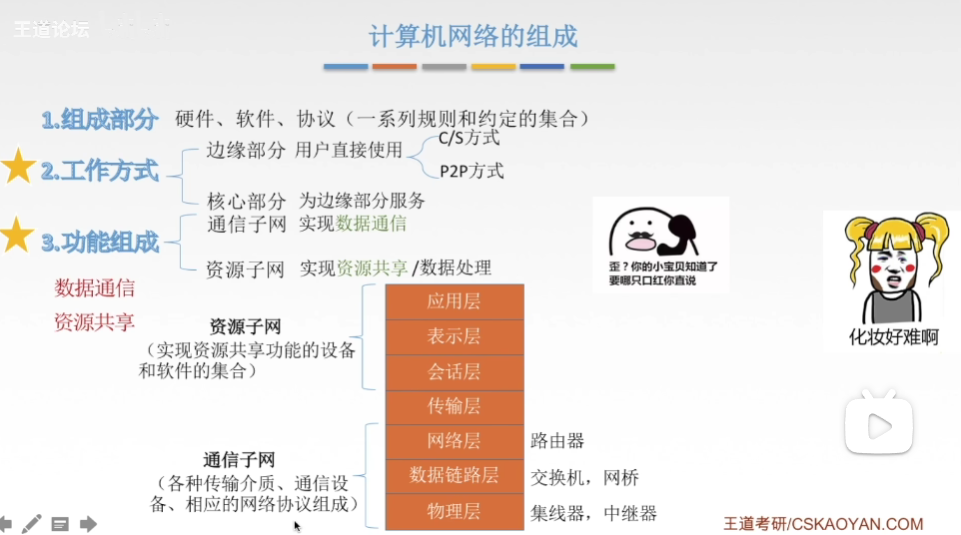 王道论坛
计算机网络的组成
1.组成部分 硬件、软件、协议（一系列规则和约定的集合）
C/S方式
边缘部分 用户直接使用
2.工作方式
P2P方式
核心部分 为边缘部分服务
通信子网 实现数据通信
3.功能组成
资源子网 实现资源共享/数据处理
数据通信
资源共享
歪？你的小宝贝知道了
要哪只口红你直说
化妆好难啊
资源子网
（实现资源共享功能的设备
和软件的集合）
应用层
表示层
会话层
传输层
网络层 路由器
通信子网
（各种传输介质、通信设
备、相应的网络协议组成）
数据链路层 交换机，网桥
物理层 集线器，中继器
王道考研/CSKAOYAN.COM